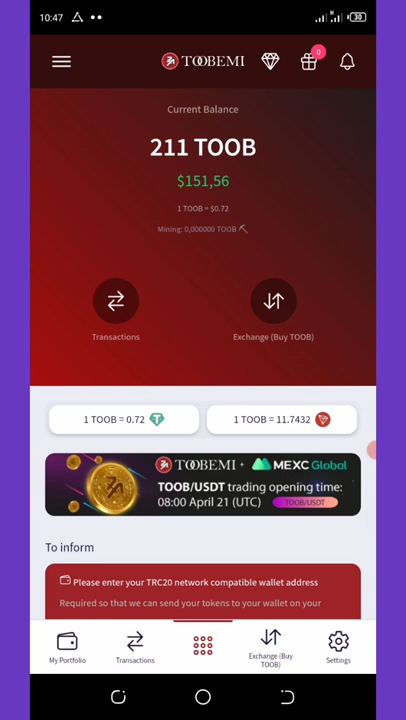 10:47
30
TOOBEMI
0
Current Balance
211 TOOB
$151,56
1 TOOB = $0.72
Mining: 0,000000 TOOB
Transactions
Exchange (Buy TOOB)
1 TOOB = 0.72
1 TOOB = 11.7432
TOOBEMI + MEXC Global
TOOB/USDT trading opening time:
08:00 April 21 (UTC)
TOOB/USDT
To inform
Please enter your TRC20 network compatible wallet address
Required so that we can send your tokens to your wallet on your
My Portfolio
Transactions
Exchange (Buy
TOOB)
Settings